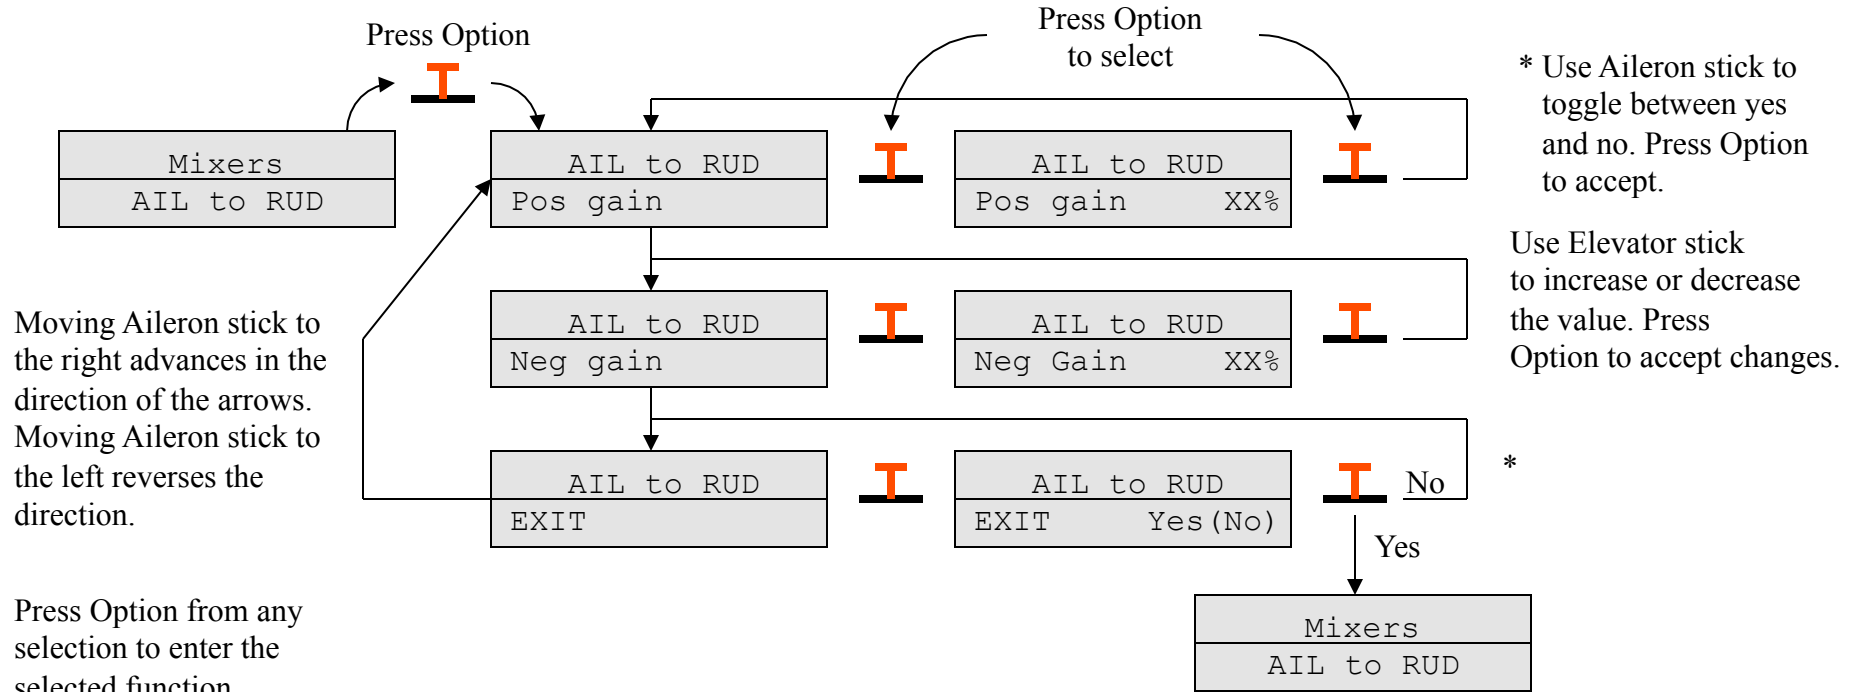 Press Option
Press Option
to select
* Use Aileron stick to
toggle between yes
and no. Press Option
to accept.
Mixers
AIL to RUD
AIL to RUD
Pos gain
AIL to RUD
Pos gain XX%
Use Elevator stick
to increase or decrease
the value. Press
Option to accept changes.
Moving Aileron stick to
the right advances in the
direction of the arrows.
Moving Aileron stick to
the left reverses the
direction.
AIL to RUD
Neg gain
AIL to RUD
Neg Gain XX%
AIL to RUD
EXIT
AIL to RUD
EXIT Yes(No)
No
*
Yes
Press Option from any
selection to enter the
selected function
Mixers
AIL to RUD